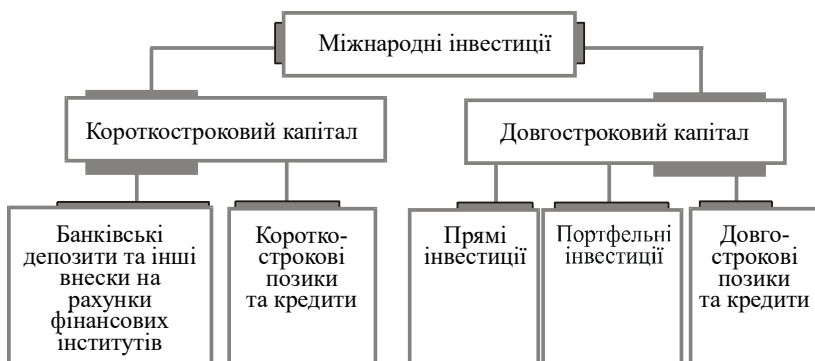 Міжнародні інвестиції
Короткостроковий капітал
Довгостроковий капітал
Банківські
депозити та інші
внески на
рахунки
фінансових
інститутів
Коротко-
строкові
позики
та кредити
Прямі
інвестиції
Портфельні
інвестиції
Довго-
строкові
позики
та кредити